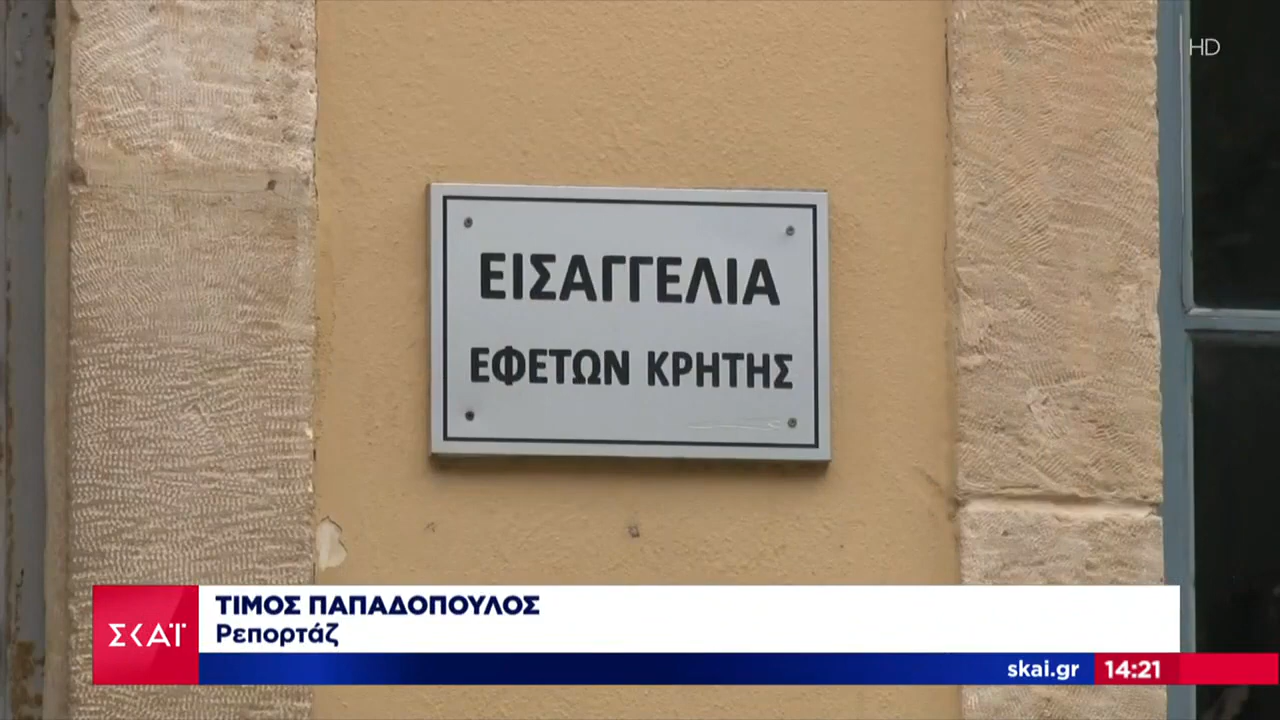 HD
ΕΙΣΑΓΓΕΛΙΑ
ΕΦΕΤΩΝ ΚΡΗΤΗΣ
ΤΙΜΟΣ ΠΑΠΑΔΟΠΟΥΛΟΣ
Ρεπορτάζ
ΣΚΑΪ
skai.gr 14:21